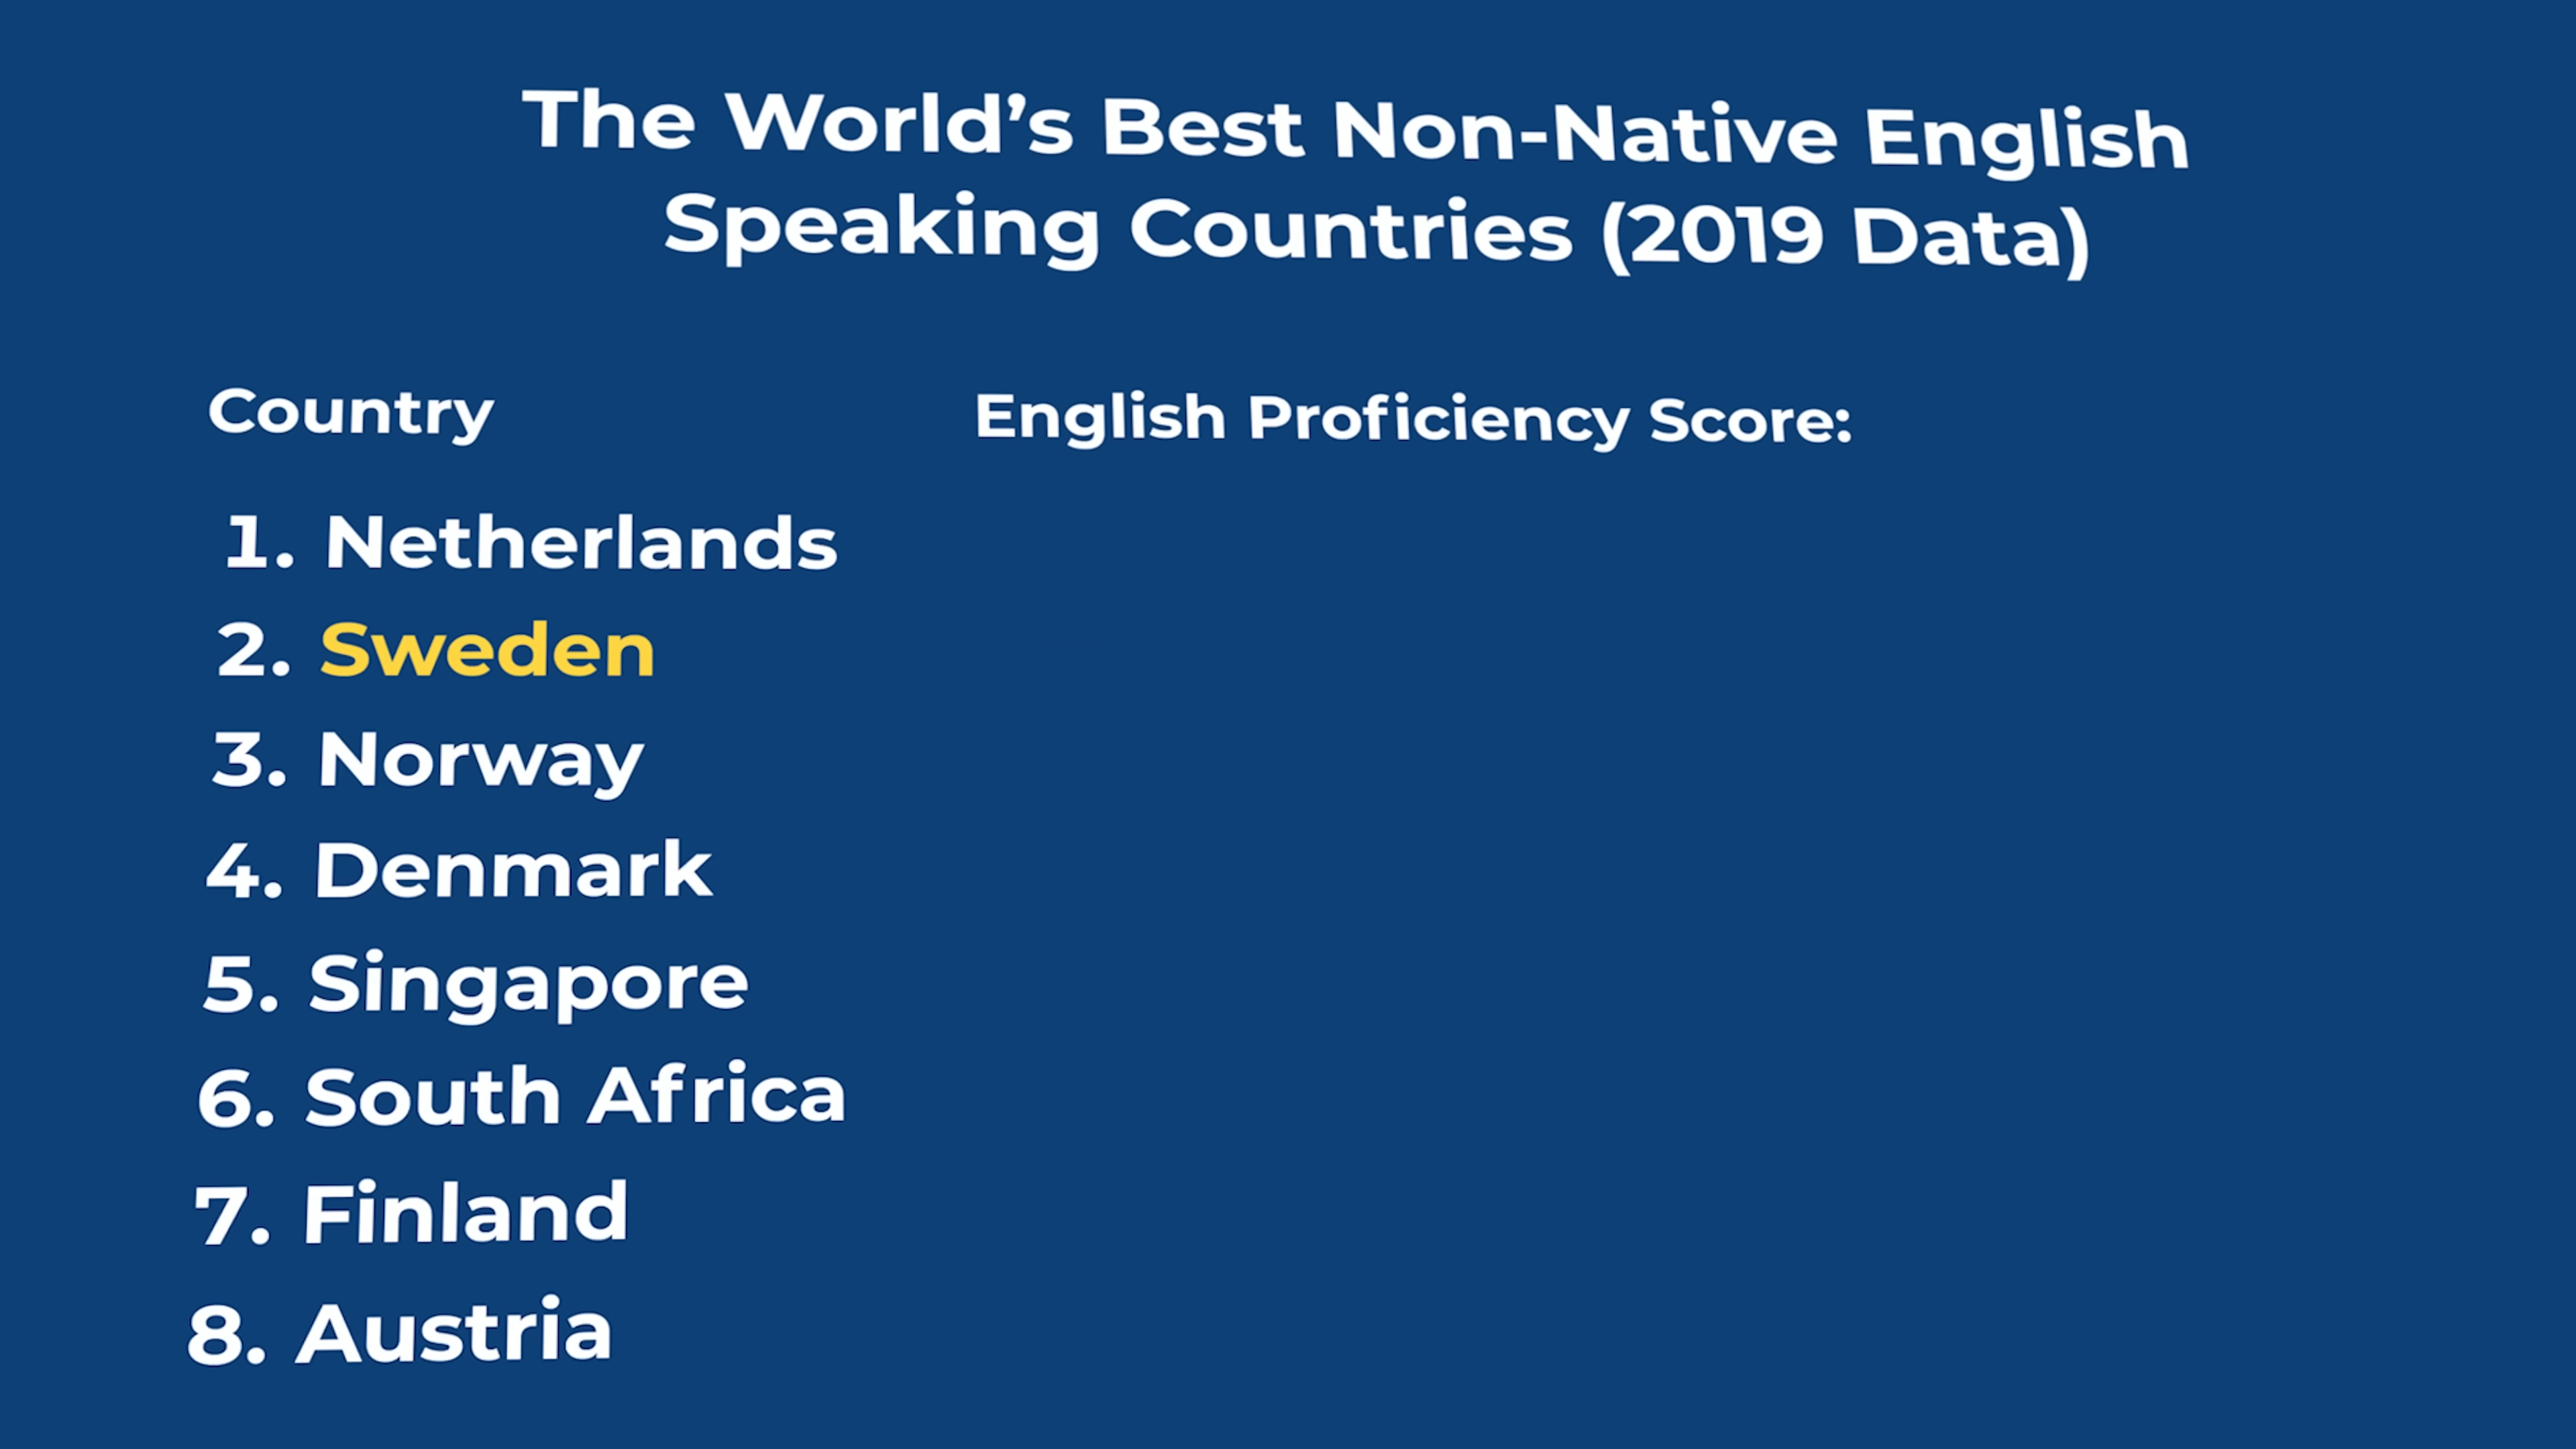 The World’s Best Non-Native English
Speaking Countries (2019 Data)
Country English Proficiency Score:
1. Netherlands
2. Sweden
3. Norway
4. Denmark
5. Singapore
6. South Africa
7. Finland
8. Austria